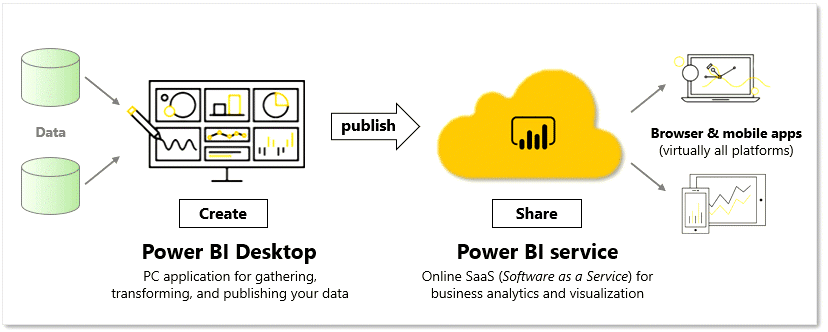 Data
publish
Browser & mobile apps
(virtually all platforms)
Create
Share
Power BI Desktop
PC application for gathering,
transforming, and publishing your data
Power BI service
Online SaaS (Software as a Service) for
business analytics and visualization